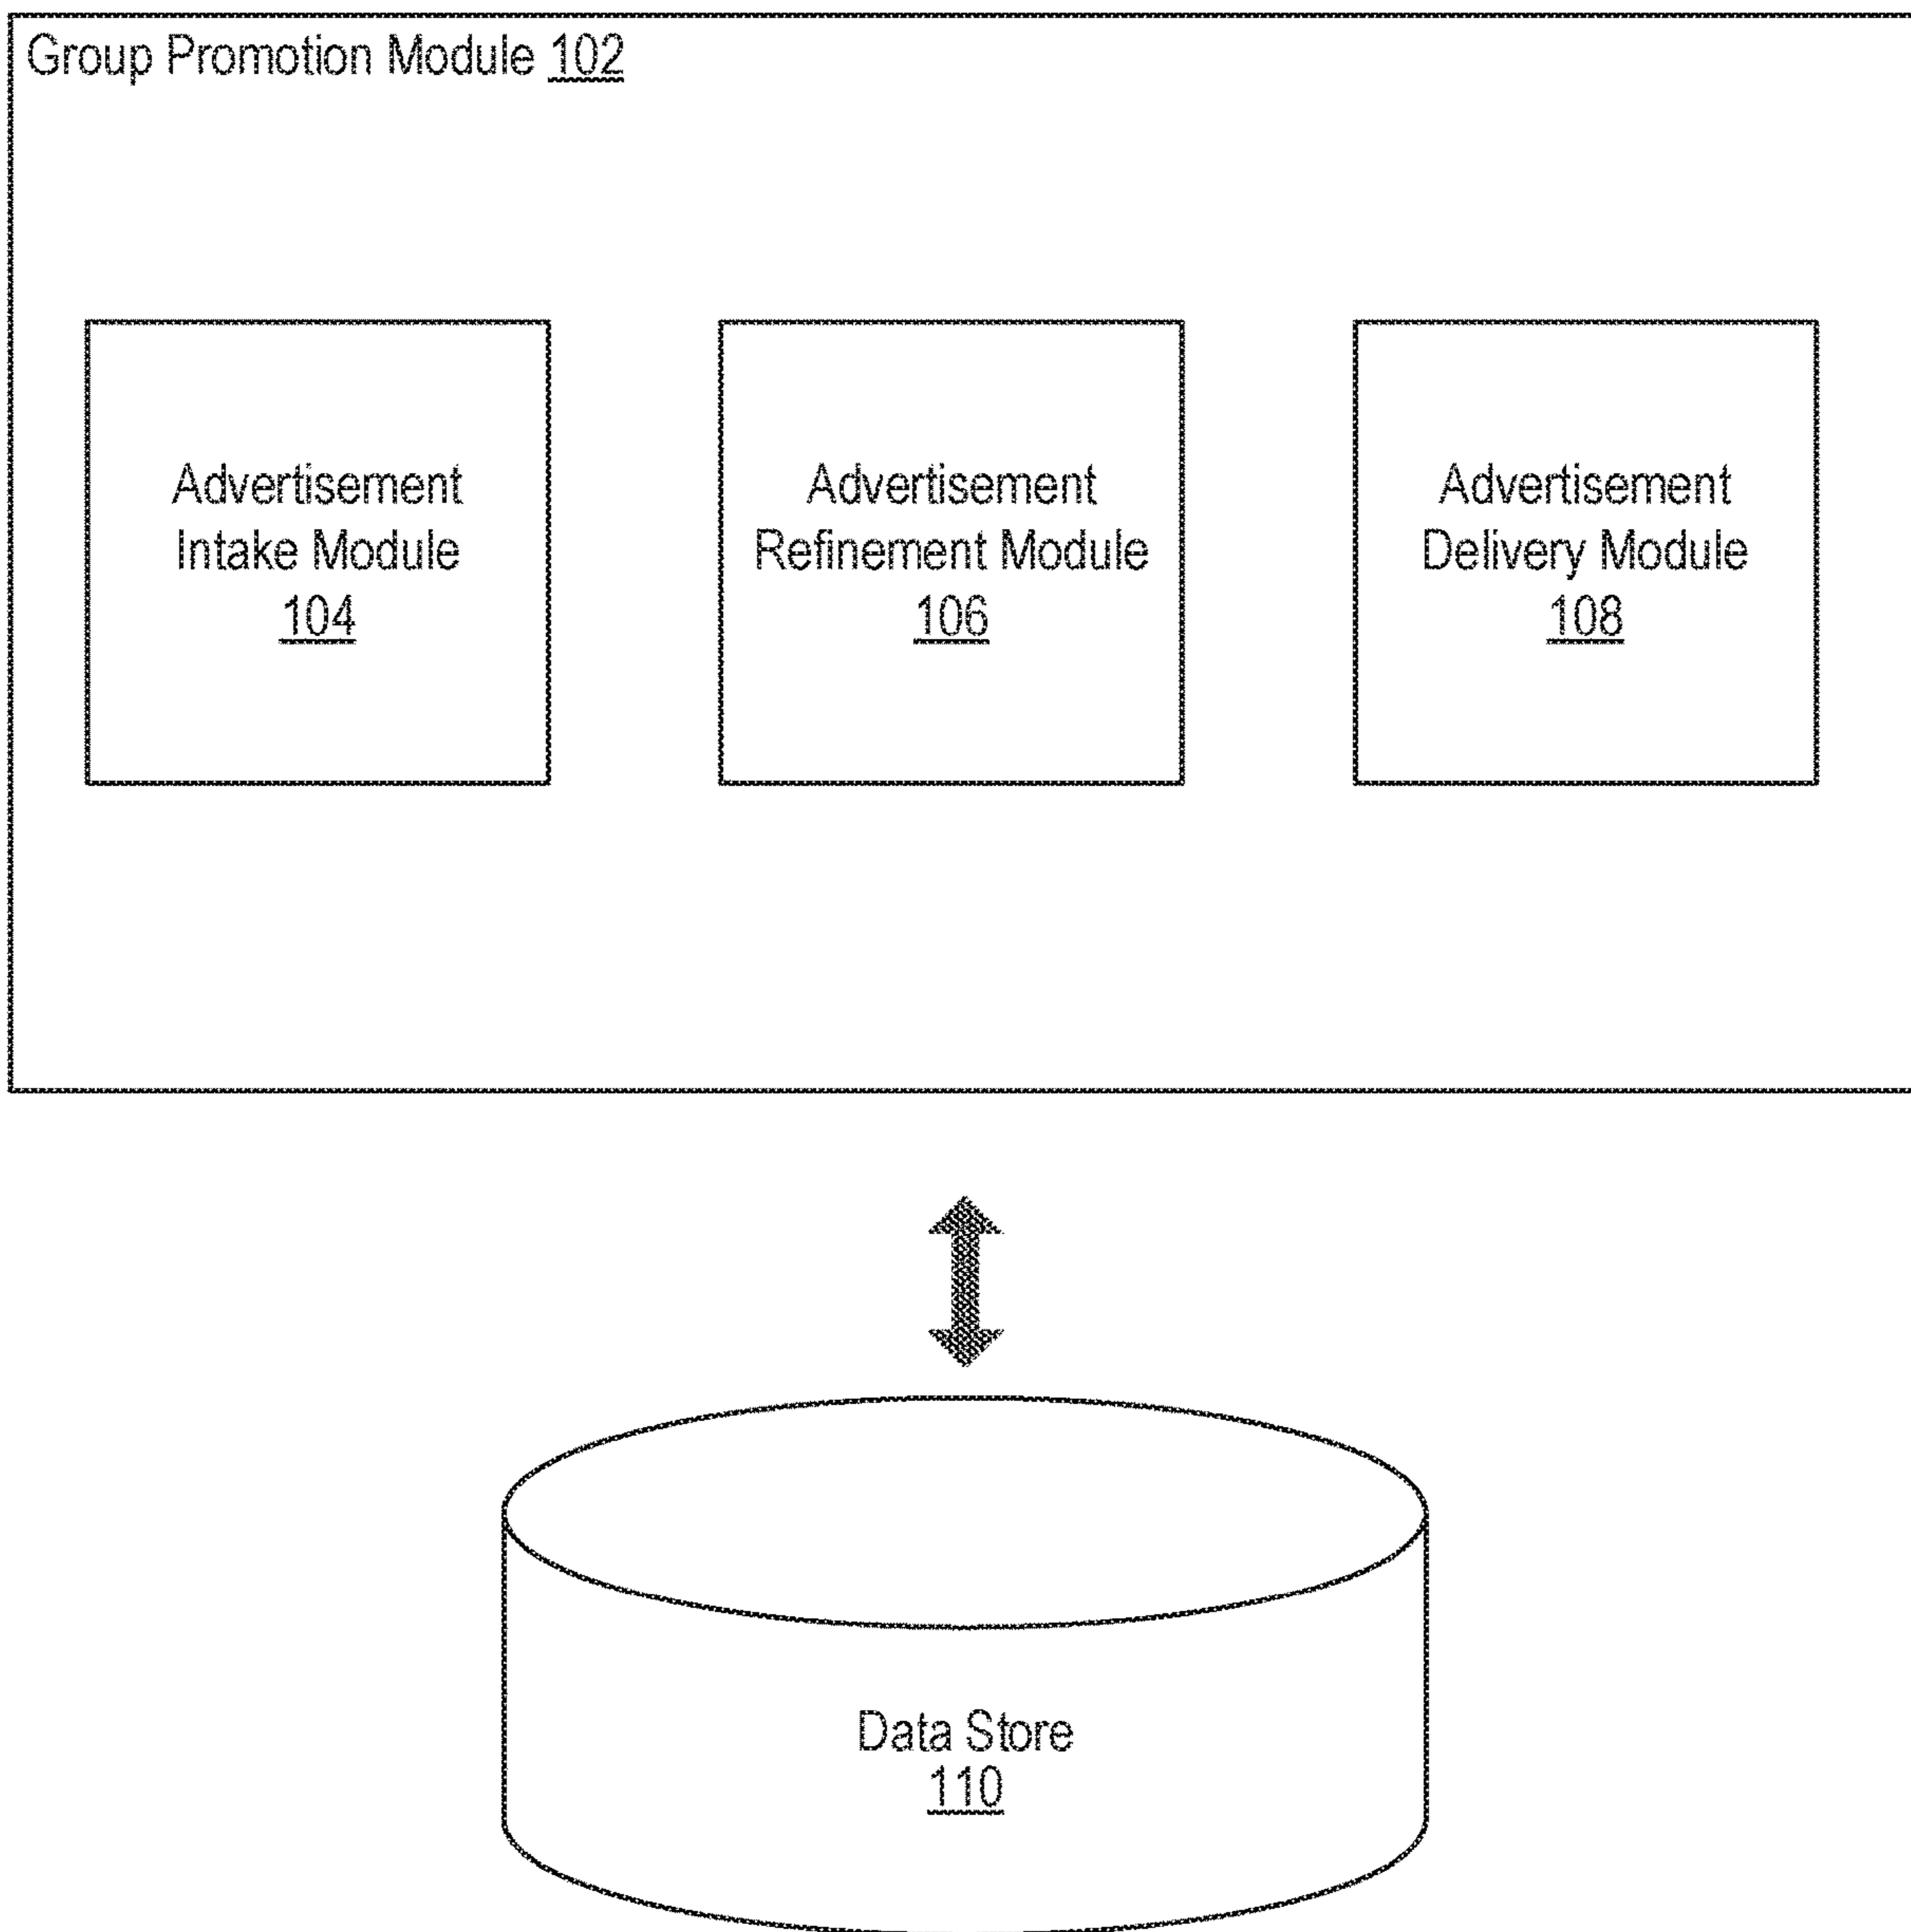 Group Promotion Module 102
Advertisement
Intake Module
104
Advertisement
Refinement Module
106
Advertisement
Delivery Module
108
Data Store
110